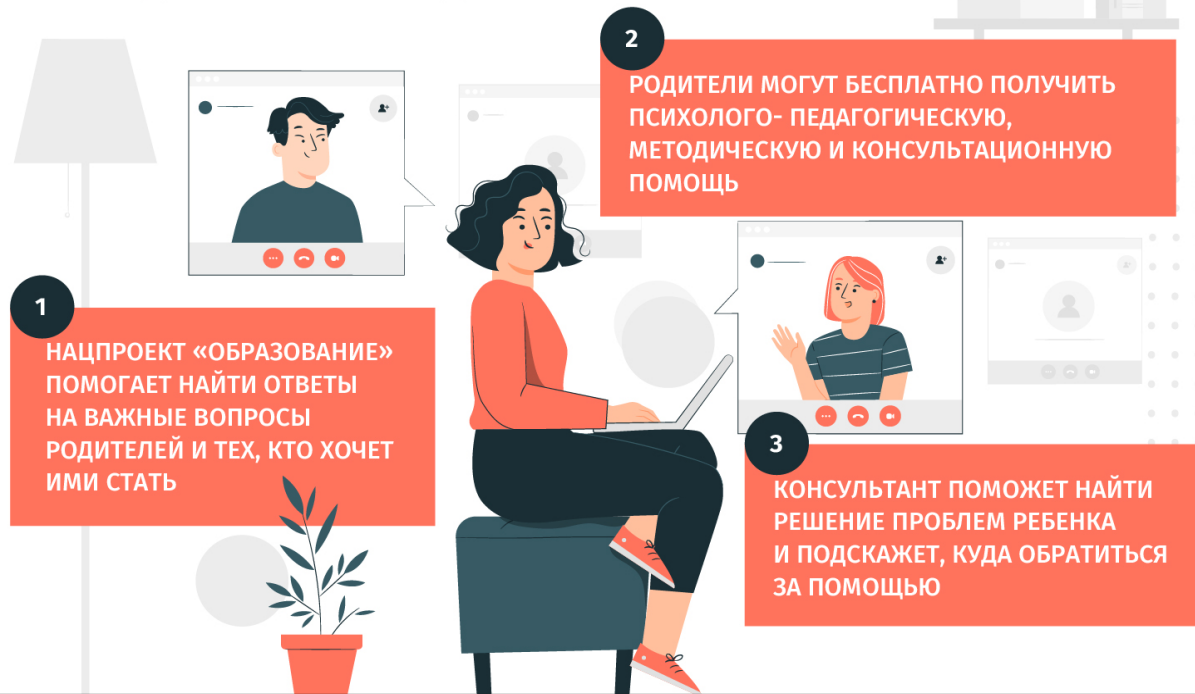 1
НАЦПРОЕКТ «ОБРАЗОВАНИЕ»
ПОМОГАЕТ НАЙТИ ОТВЕТЫ
НА ВАЖНЫЕ ВОПРОСЫ
РОДИТЕЛЕЙ И ТЕХ, КТО ХОЧЕТ
ИМИ СТАТЬ
2
РОДИТЕЛИ МОГУТ БЕСПЛАТНО ПОЛУЧИТЬ
ПСИХОЛОГО- ПЕДАГОГИЧЕСКУЮ,
МЕТОДИЧЕСКУЮ И КОНСУЛЬТАЦИОННУЮ
ПОМОЩЬ
3
КОНСУЛЬТАНТ ПОМОЖЕТ НАЙТИ
РЕШЕНИЕ ПРОБЛЕМ РЕБЕНКА
И ПОДСКАЖЕТ, КУДА ОБРАТИТЬСЯ
ЗА ПОМОЩЬЮ